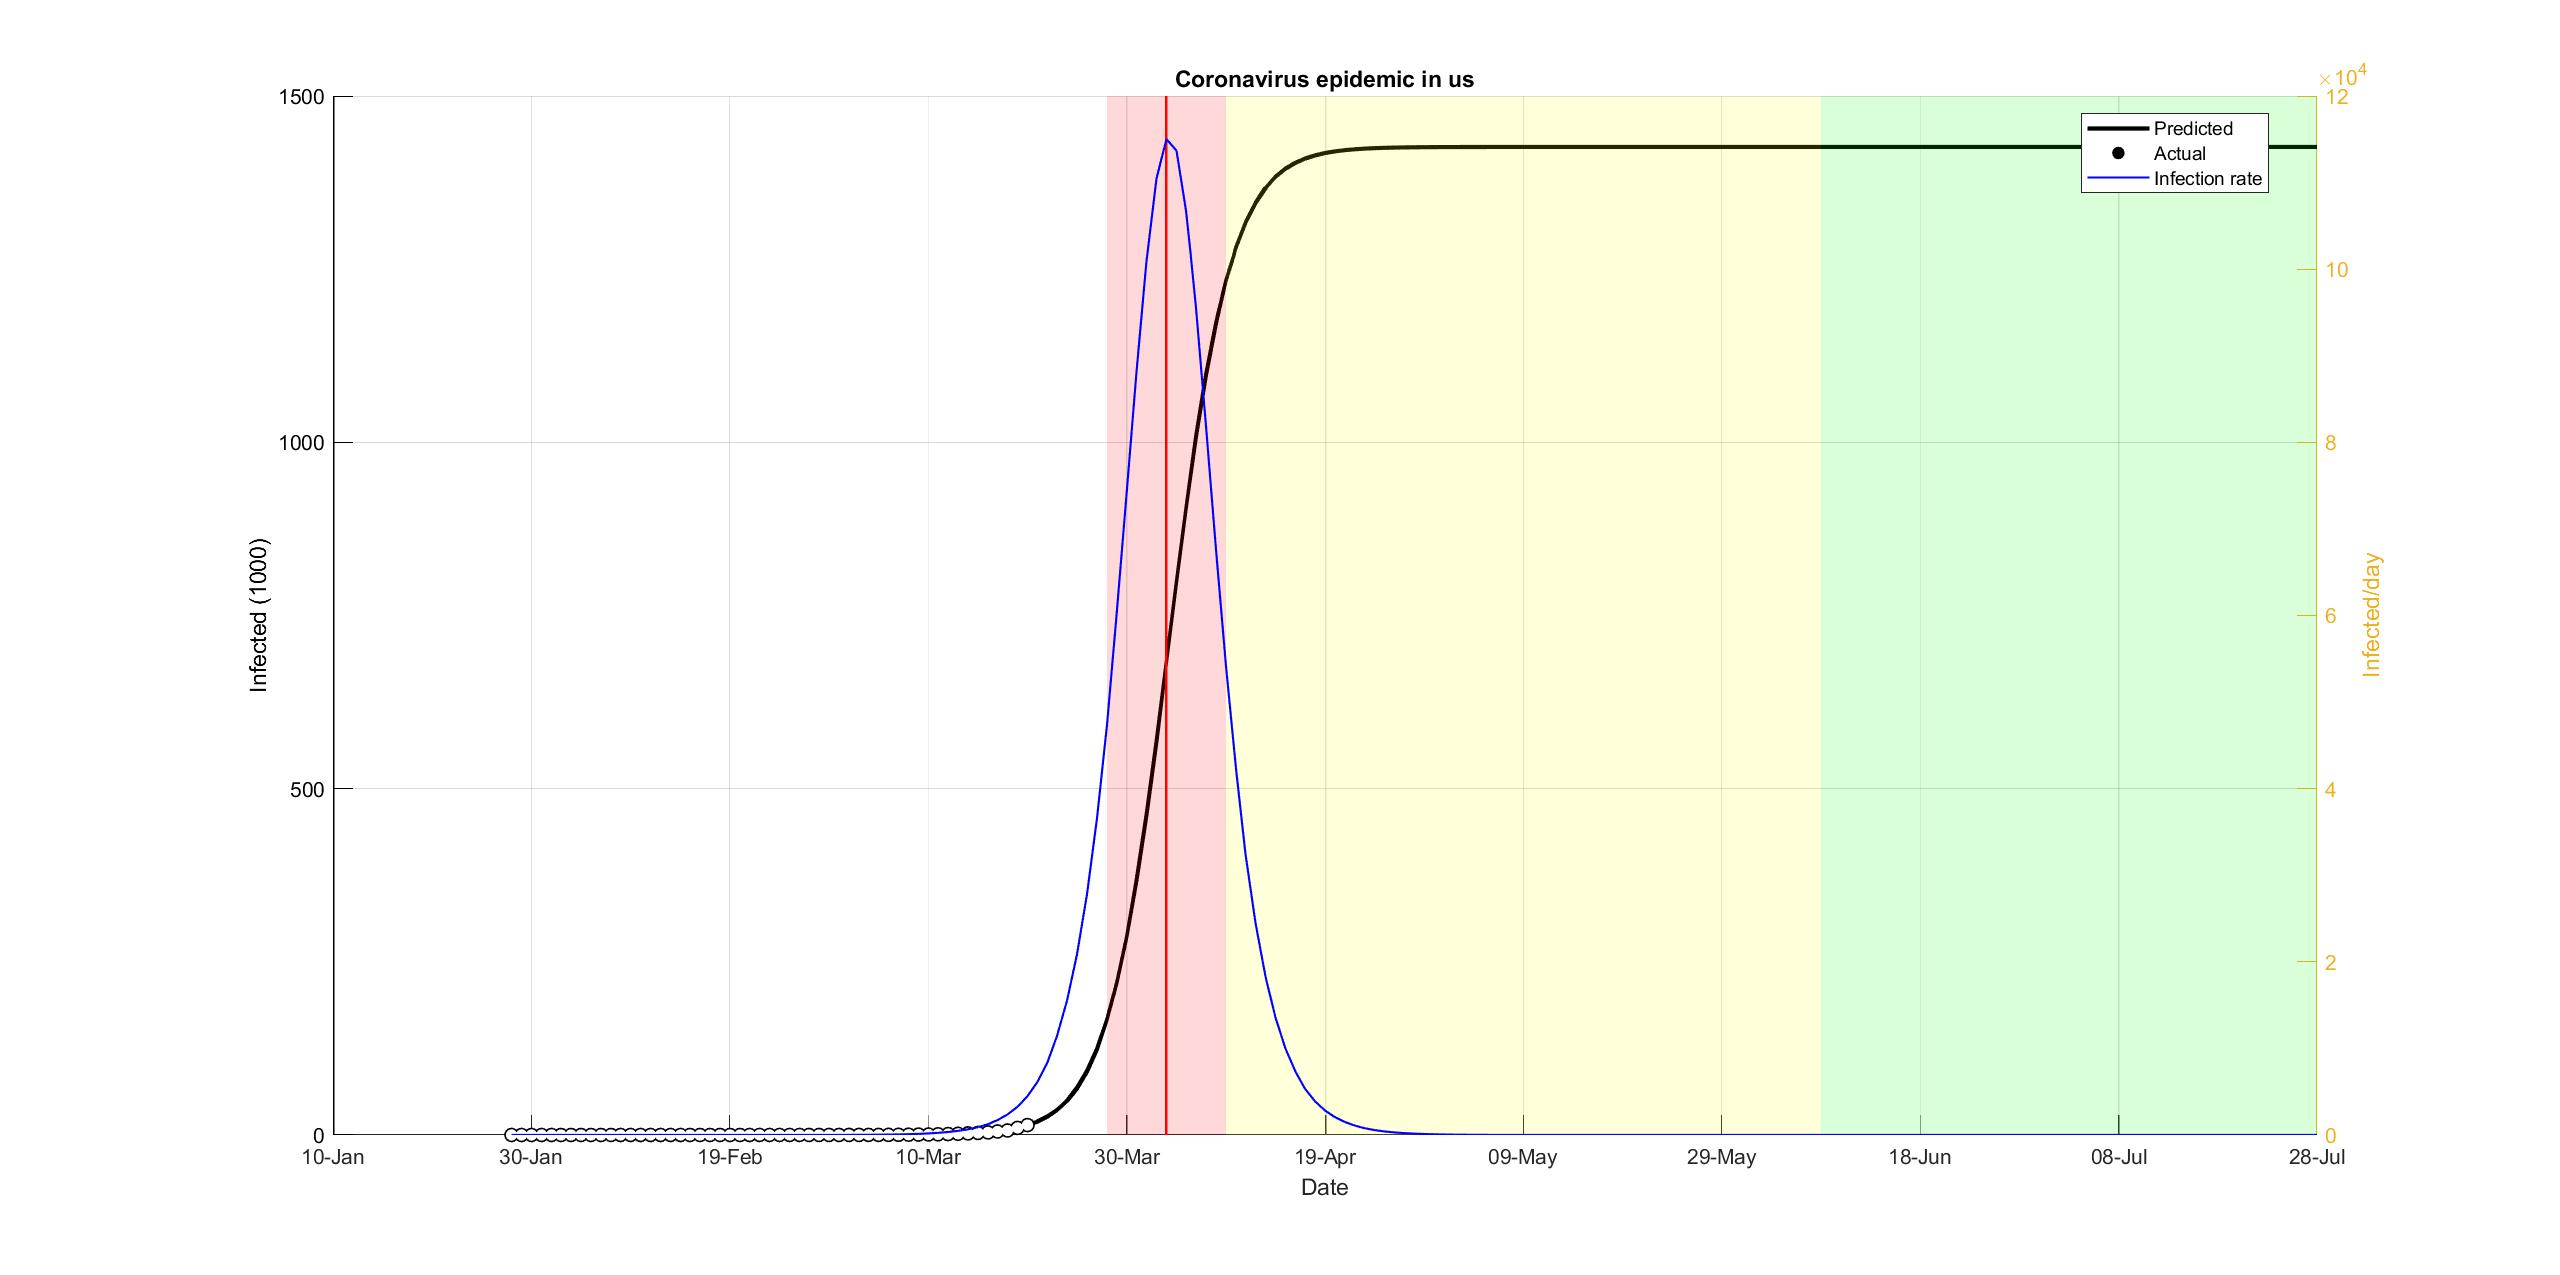 Coronavirus epidemic in us
×10^4
1500
1000
500
0
Infected (1000)
12
10
8
6
4
2
0
Infected/day
Predicted
Actual
Infection rate
10-Jan
30-Jan
19-Feb
10-Mar
30-Mar
19-Apr
09-May
29-May
18-Jun
08-Jul
28-Jul
Date